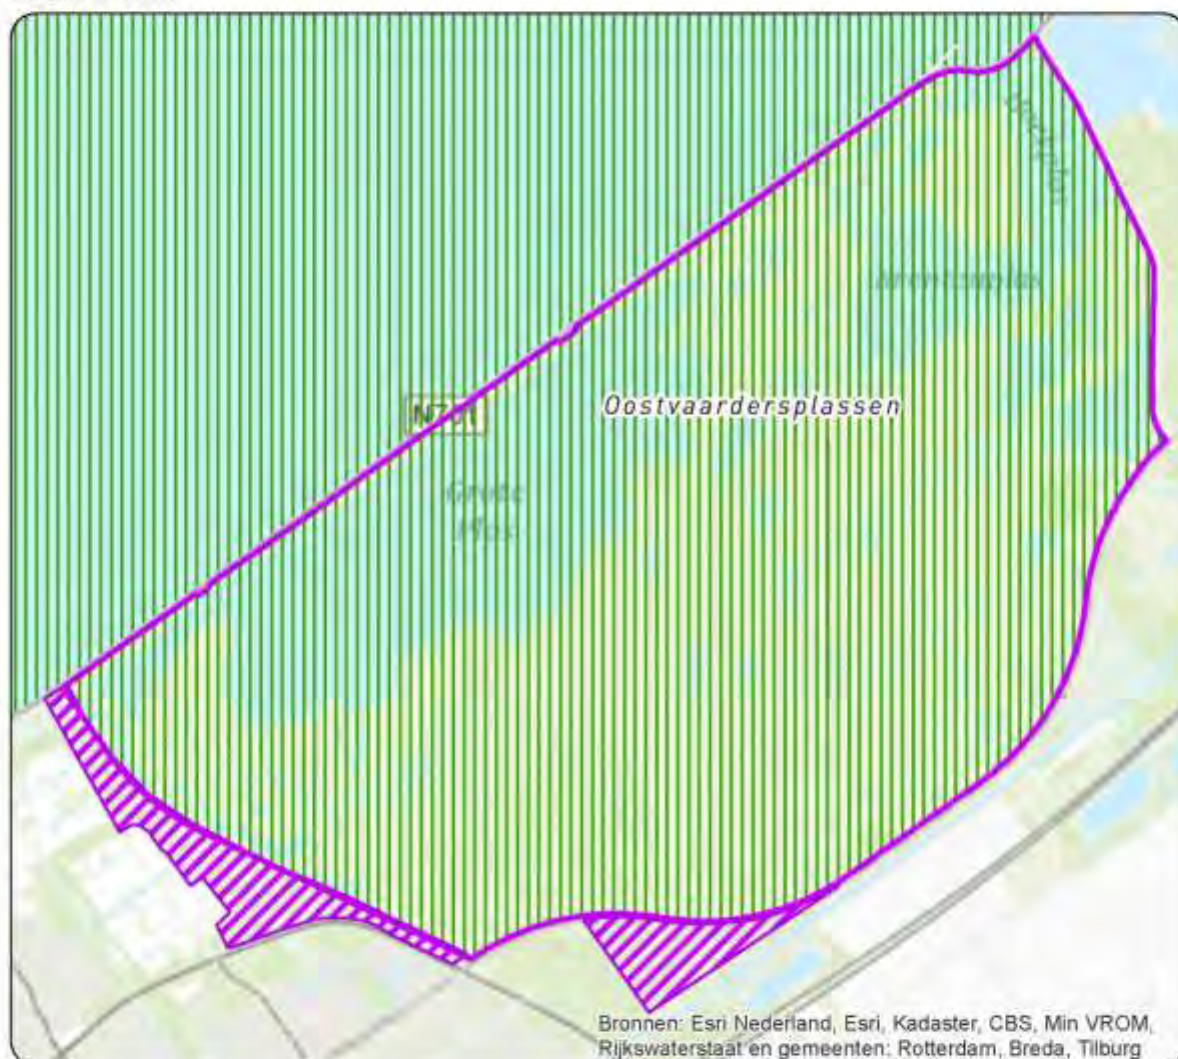 Oostvaardersplassen
N701
Grote
Plas
Bronnen: Esri Nederland, Esri, Kadaster, CBS, Min VROM,
Rijkswaterstaat en gemeenten: Rotterdam, Breda, Tilburg